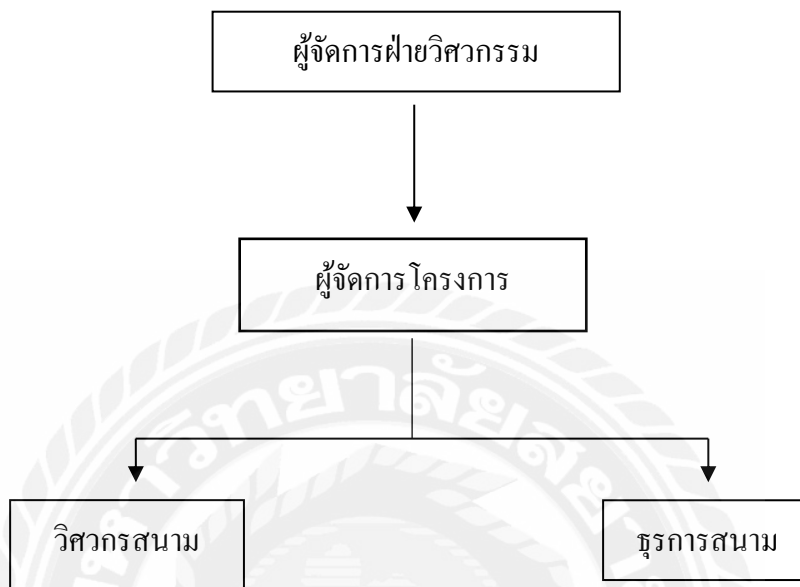 ผู้จัดการฝ่ายวิศวกรรม
ผู้จัดการโครงการ
วิศวกรสนาม
ธุรการสนาม